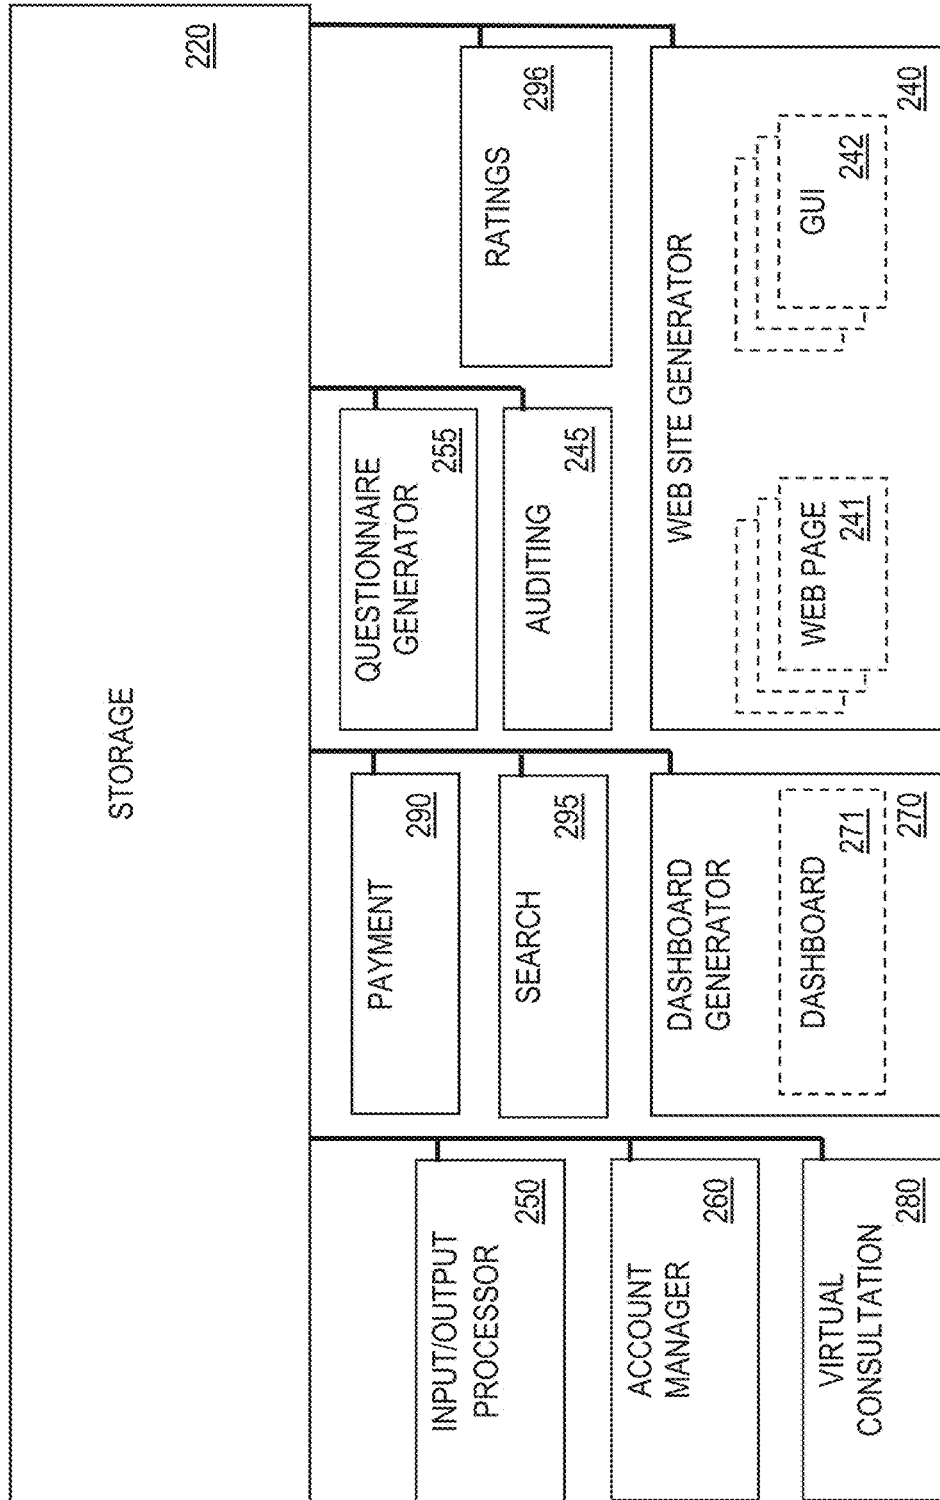 STORAGE
220
INPUT/OUTPUT
PROCESSOR
250
ACCOUNT
MANAGER
260
VIRTUAL
CONSULTATION
280
PAYMENT
290
SEARCH
295
DASHBOARD
GENERATOR
DASHBOARD
271
270
QUESTIONNAIRE
GENERATOR
255
AUDITING
245
RATINGS
296
WEB SITE GENERATOR
WEB PAGE
241
GUI
242
240